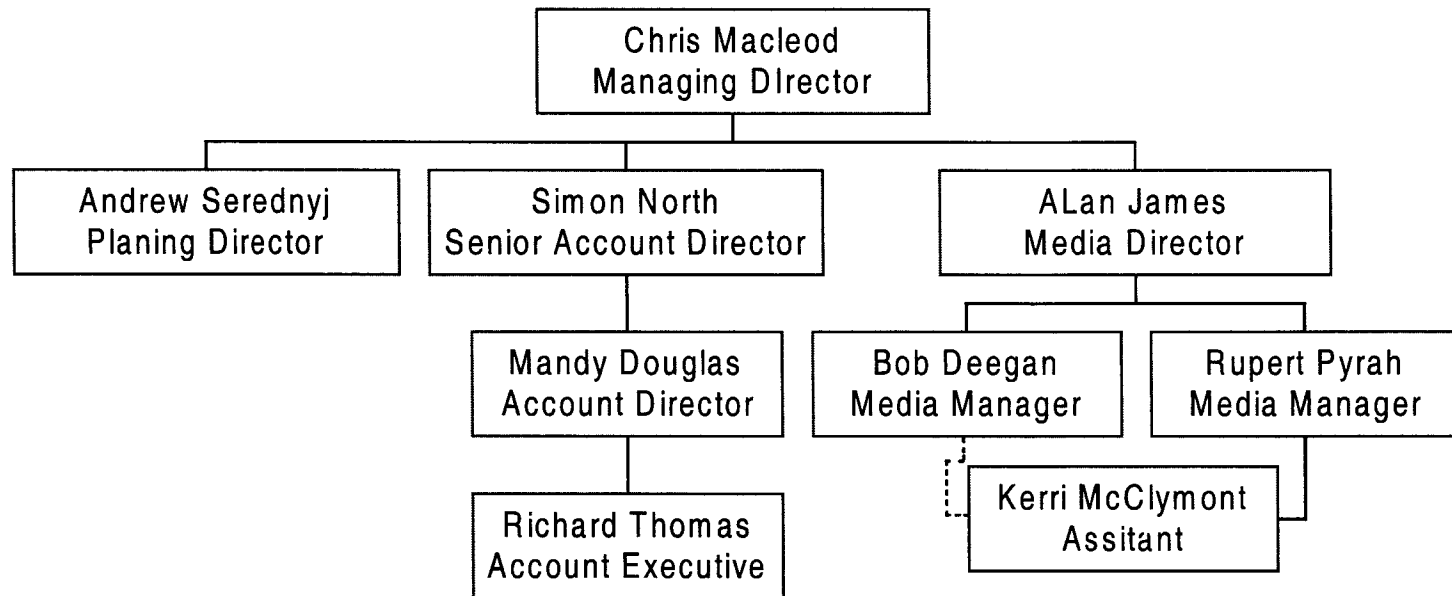 Chris Macleod
Managing DIrector
Andrew Serednyj
Planing Director
Simon North
Senior Account Director
ALan James
Media Director
Mandy Douglas
Account Director
Bob Deegan
Media Manager
Rupert Pyrah
Media Manager
Richard Thomas
Account Executive
Kerri McClymont
Assitant